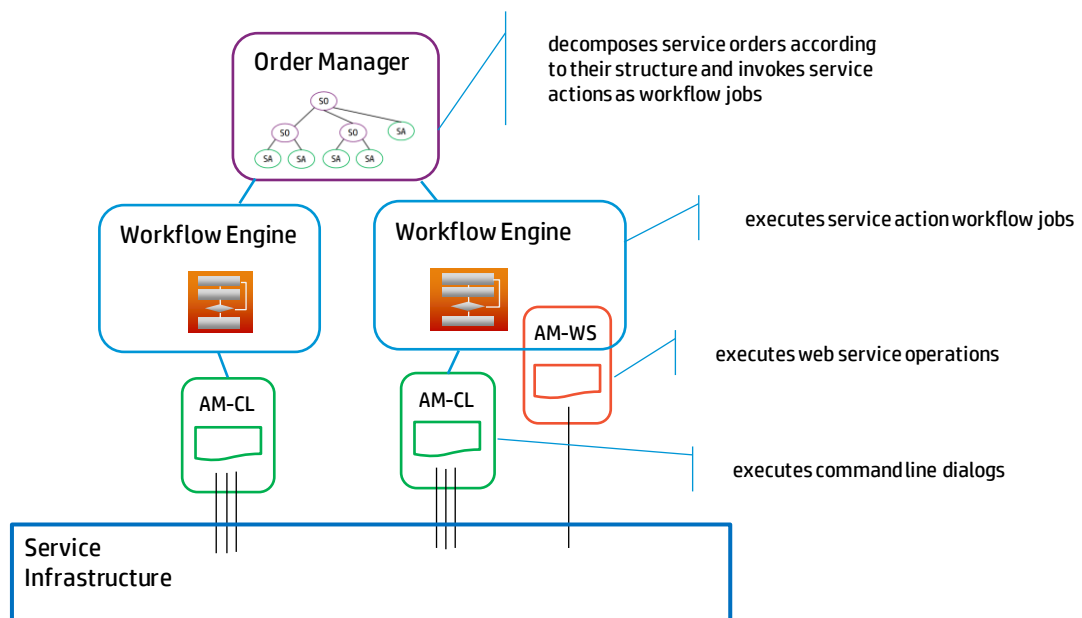 Order Manager
SO
SO
SO
SA
SA
SA
SA
SA
decomposes service orders according
to their structure and invokes service
actions as workflow jobs
Workflow Engine
Workflow Engine
executes service action workflow jobs
AM-WS
executes web service operations
AM-CL
AM-CL
executes command line dialogs
Service
Infrastructure